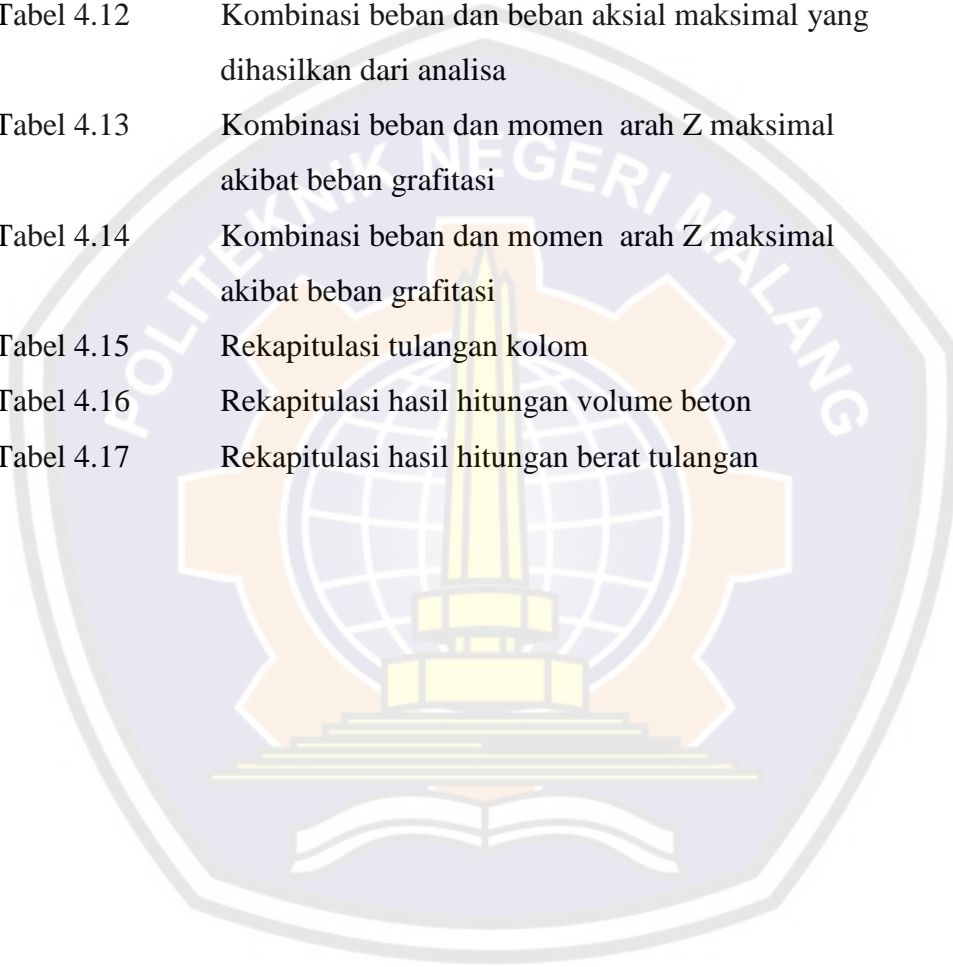 Tabel 4.12 Kombinasi beban dan beban aksial maksimal yang
dihasilkan dari analisa
Tabel 4.13 Kombinasi beban dan momen arah Z maksimal
akibat beban grafitasi
Tabel 4.14 Kombinasi beban dan momen arah Z maksimal
akibat beban grafitasi
Tabel 4.15 Rekapitulasi tulangan kolom
Tabel 4.16 Rekapitulasi hasil hitungan volume beton
Tabel 4.17 Rekapitulasi hasil hitungan berat tulangan
POLITEKNIK NEGERI MALANG